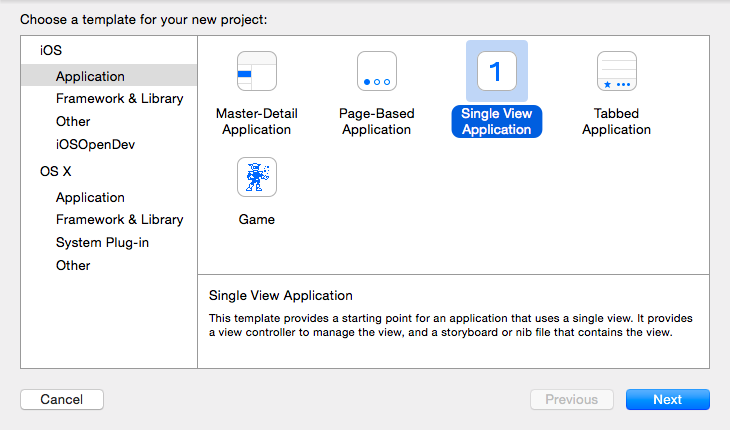 Choose a template for your new project:
iOS
Application
Framework & Library
Other
iOSOpenDev
OS X
Application
Framework & Library
System Plug-in
Other
Master-Detail
Application
Page-Based
Application
1
Single View
Application
Tabbed
Application
Game
Single View Application
This template provides a starting point for an application that uses a single view. It provides
a view controller to manage the view, and a storyboard or nib file that contains the view.
Cancel
Previous
Next